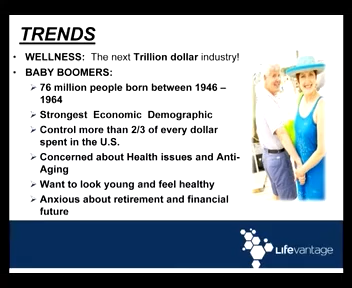 TRENDS
• WELLNESS: The next Trillion dollar industry!
• BABY BOOMERS:
➢ 76 million people born between 1946 –
1964
➢ Strongest Economic Demographic
➢ Control more than 2/3 of every dollar
spent in the U.S.
➢ Concerned about Health issues and Anti-
Aging
➢ Want to look young and feel healthy
➢ Anxious about retirement and financial
future
Lifevantage